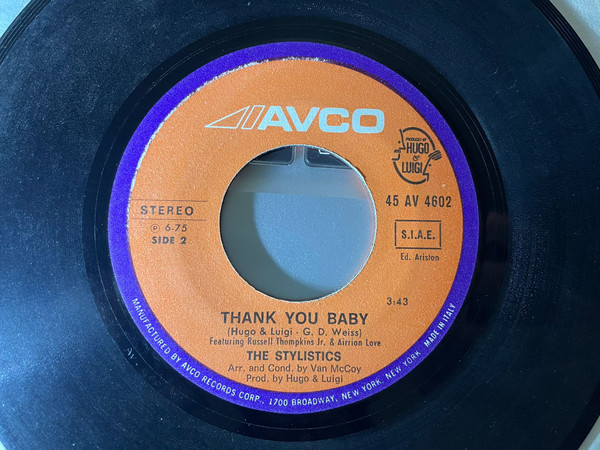 AVCO
PRODUCED BY
HUGO
&
LUIGI
45 AV 4602
STEREO
S.I.A.E.
Ⓟ 6-75
SIDE 2
Ed. Ariston
3:43
THANK YOU BABY
(Hugo & Luigi - G. D. Weiss)
Featuring Russell Thompkins Jr, & Airrion Love
THE STYLISTICS
Arr. and Cond. by Van McCoy
Prod. by Hugo & Luigi
MANUFACTURED BY AVCO RECORDS CORP., 1700 BROADWAY, NEW YORK, NEW YORK MADE IN ITALY